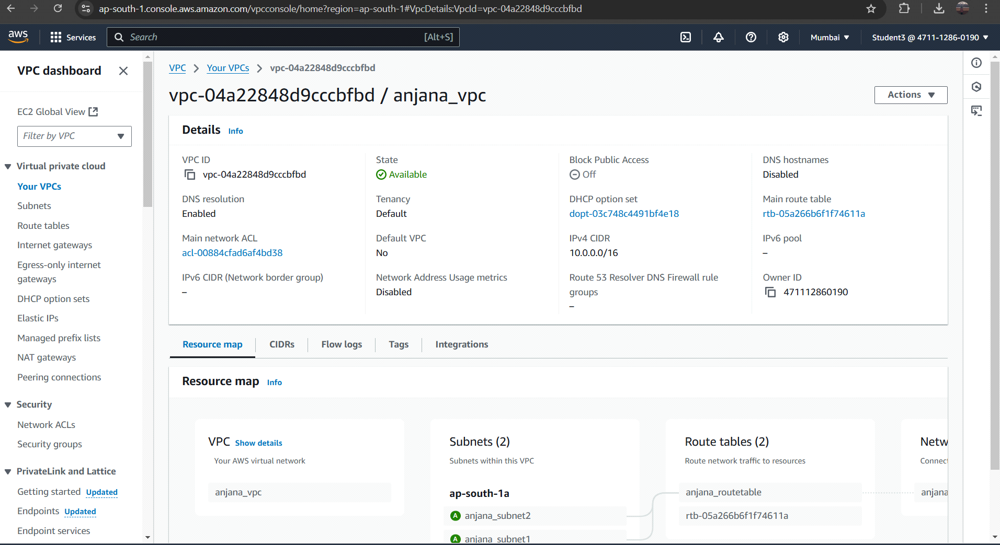 ap-south-1.console.aws.amazon.com/vpcconsole/home?region=ap-south-1#VpcDetails:VpcId=vpc-04a22848d9cccbfbd
aws
Services
Search
[Alt+S]
Mumbai
Student3 @ 4711-1286-0190
VPC dashboard
EC2 Global View
Filter by VPC
Virtual private cloud
Your VPCs
Subnets
Route tables
Internet gateways
Egress-only internet
gateways
DHCP option sets
Elastic IPs
Managed prefix lists
NAT gateways
Peering connections
Security
Network ACLs
Security groups
PrivateLink and Lattice
Getting started Updated
Endpoints Updated
Endpoint services
VPC > Your VPCs > vpc-04a22848d9cccbfbd
vpc-04a22848d9cccbfbd / anjana_vpc
Actions
Details Info
VPC ID
vpc-04a22848d9cccbfbd
State
Available
Block Public Access
Off
DNS hostnames
Disabled
DNS resolution
Enabled
Tenancy
Default
DHCP option set
dopt-03c748c4491bf4e18
Main route table
rtb-05a266b6f1f74611a
Main network ACL
acl-00884cfad6af4bd38
Default VPC
No
IPv4 CIDR
10.0.0.0/16
IPv6 pool
–
IPv6 CIDR (Network border group)
–
Network Address Usage metrics
Disabled
Route 53 Resolver DNS Firewall rule
groups
–
Owner ID
471112860190
Resource map
CIDRs
Flow logs
Tags
Integrations
Resource map Info
VPC Show details
Your AWS virtual network
anjana_vpc
Subnets (2)
Subnets within this VPC
ap-south-1a
A anjana_subnet2
A anjana_subnet1
Route tables (2)
Route network traffic to resources
anjana_routetable
rtb-05a266b6f1f74611a
Netw
Connect
anjana